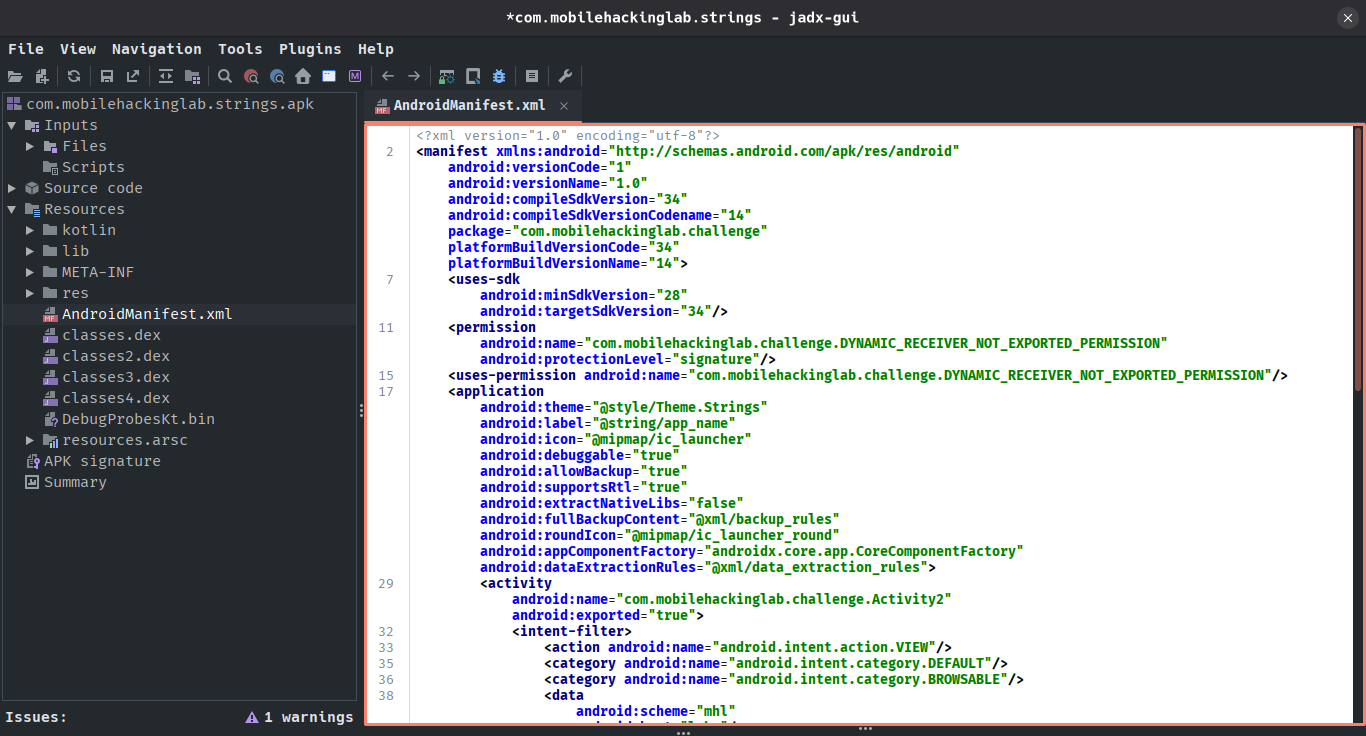 *com.mobilehackinglab.strings - jadx-gui
File View Navigation Tools Plugins Help
com.mobilehackinglab.strings.apk
Inputs
Files
Scripts
Source code
Resources
kotlin
lib
META-INF
res
AndroidManifest.xml
classes.dex
classes2.dex
classes3.dex
classes4.dex
DebugProbesKt.bin
resources.arsc
APK signature
Summary
Issues: 1 warnings
AndroidManifest.xml
<?xml version="1.0" encoding="utf-8"?>
2 <manifest xmlns:android="http://schemas.android.com/apk/res/android"
android:versionCode="1"
android:versionName="1.0"
android:compileSdkVersion="34"
android:compileSdkVersionCodename="14"
package="com.mobilehackinglab.challenge"
platformBuildVersionCode="34"
platformBuildVersionName="14">
7 <uses-sdk
android:minSdkVersion="28"
android:targetSdkVersion="34"/>
11 <permission
android:name="com.mobilehackinglab.challenge.DYNAMIC_RECEIVER_NOT_EXPORTED_PERMISSION"
android:protectionLevel="signature"/>
15 <uses-permission android:name="com.mobilehackinglab.challenge.DYNAMIC_RECEIVER_NOT_EXPORTED_PERMISSION"/>
17 <application
android:theme="@style/Theme.Strings"
android:label="@string/app_name"
android:icon="@mipmap/ic_launcher"
android:debuggable="true"
android:allowBackup="true"
android:supportsRtl="true"
android:extractNativeLibs="false"
android:fullBackupContent="@xml/backup_rules"
android:roundIcon="@mipmap/ic_launcher_round"
android:appComponentFactory="androidx.core.app.CoreComponentFactory"
android:dataExtractionRules="@xml/data_extraction_rules">
29 <activity
android:name="com.mobilehackinglab.challenge.Activity2"
android:exported="true">
32 <intent-filter>
33 <action android:name="android.intent.action.VIEW"/>
35 <category android:name="android.intent.category.DEFAULT"/>
36 <category android:name="android.intent.category.BROWSABLE"/>
38 <data
android:scheme="mhl"